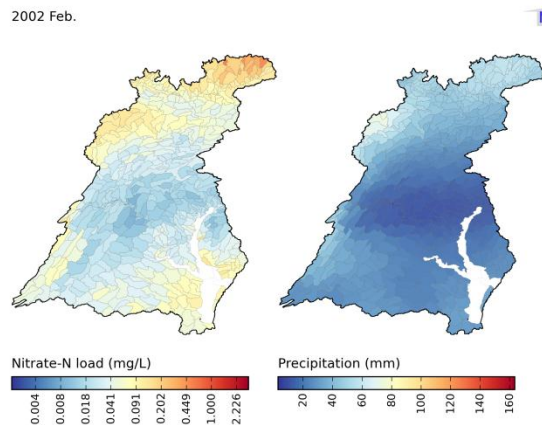 2002 Feb.
Nitrate-N load (mg/L)
0.004 0.008 0.018 0.041 0.091 0.202 0.449 1.000 2.226
Precipitation (mm)
20 40 60 80 100 120 140 160